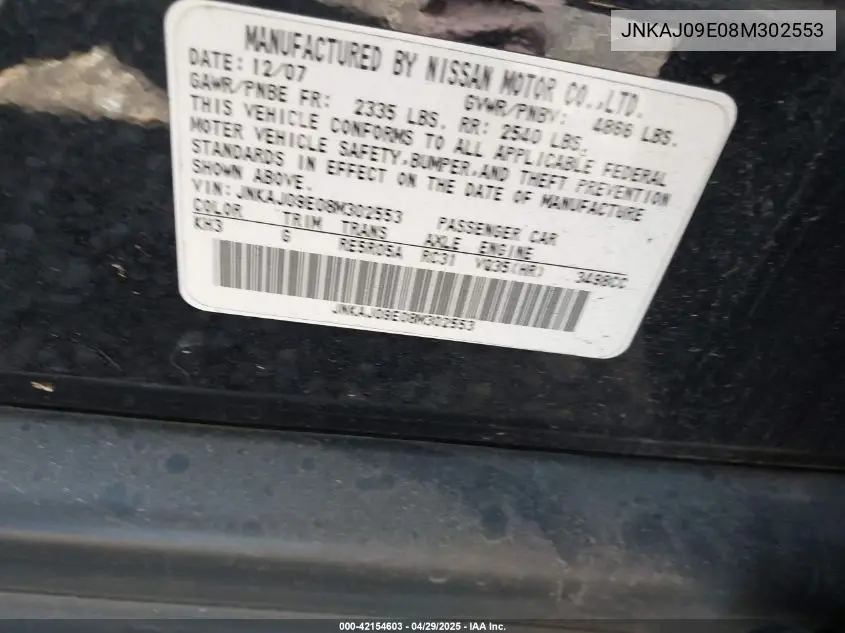 JNKAJ09E08M302553
MANUFACTURED BY NISSAN MOTOR CO.,LTD.
DATE: 12/07 GVWR/PNBV: 4866 LBS.
GAWR/PNBE FR: 2335 LBS. RR: 2540 LBS.
THIS VEHICLE CONFORMS TO ALL APPLICABLE FEDERAL
MOTER VEHICLE SAFETY,BUMPER,AND THEFT PREVENTION
STANDARDS IN EFFECT ON THE DATE OF MANUFACTURE
SHOWN ABOVE.
VIN: JNKAJ09E08M302553 PASSENGER CAR
COLOR TRIM TRANS AXLE ENGINE
KH3 G RE5R05A RC31 VQ35(HR) 3498CC
JNKAJ09E08M302553
000-42154603 - 04/29/2025 - IAA Inc.